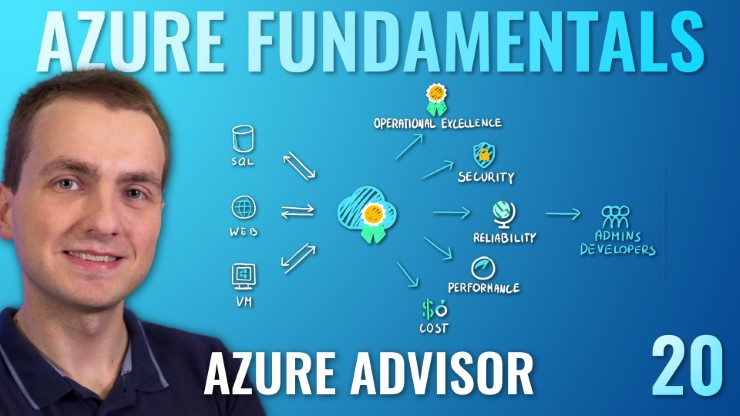 AZURE FUNDAMENTALS
OPERATIONAL EXCELLENCE
SQL
SECURITY
WEB
RELIABILITY
ADMINS
DEVELOPERS
VM
PERFORMANCE
COST
AZURE ADVISOR
20